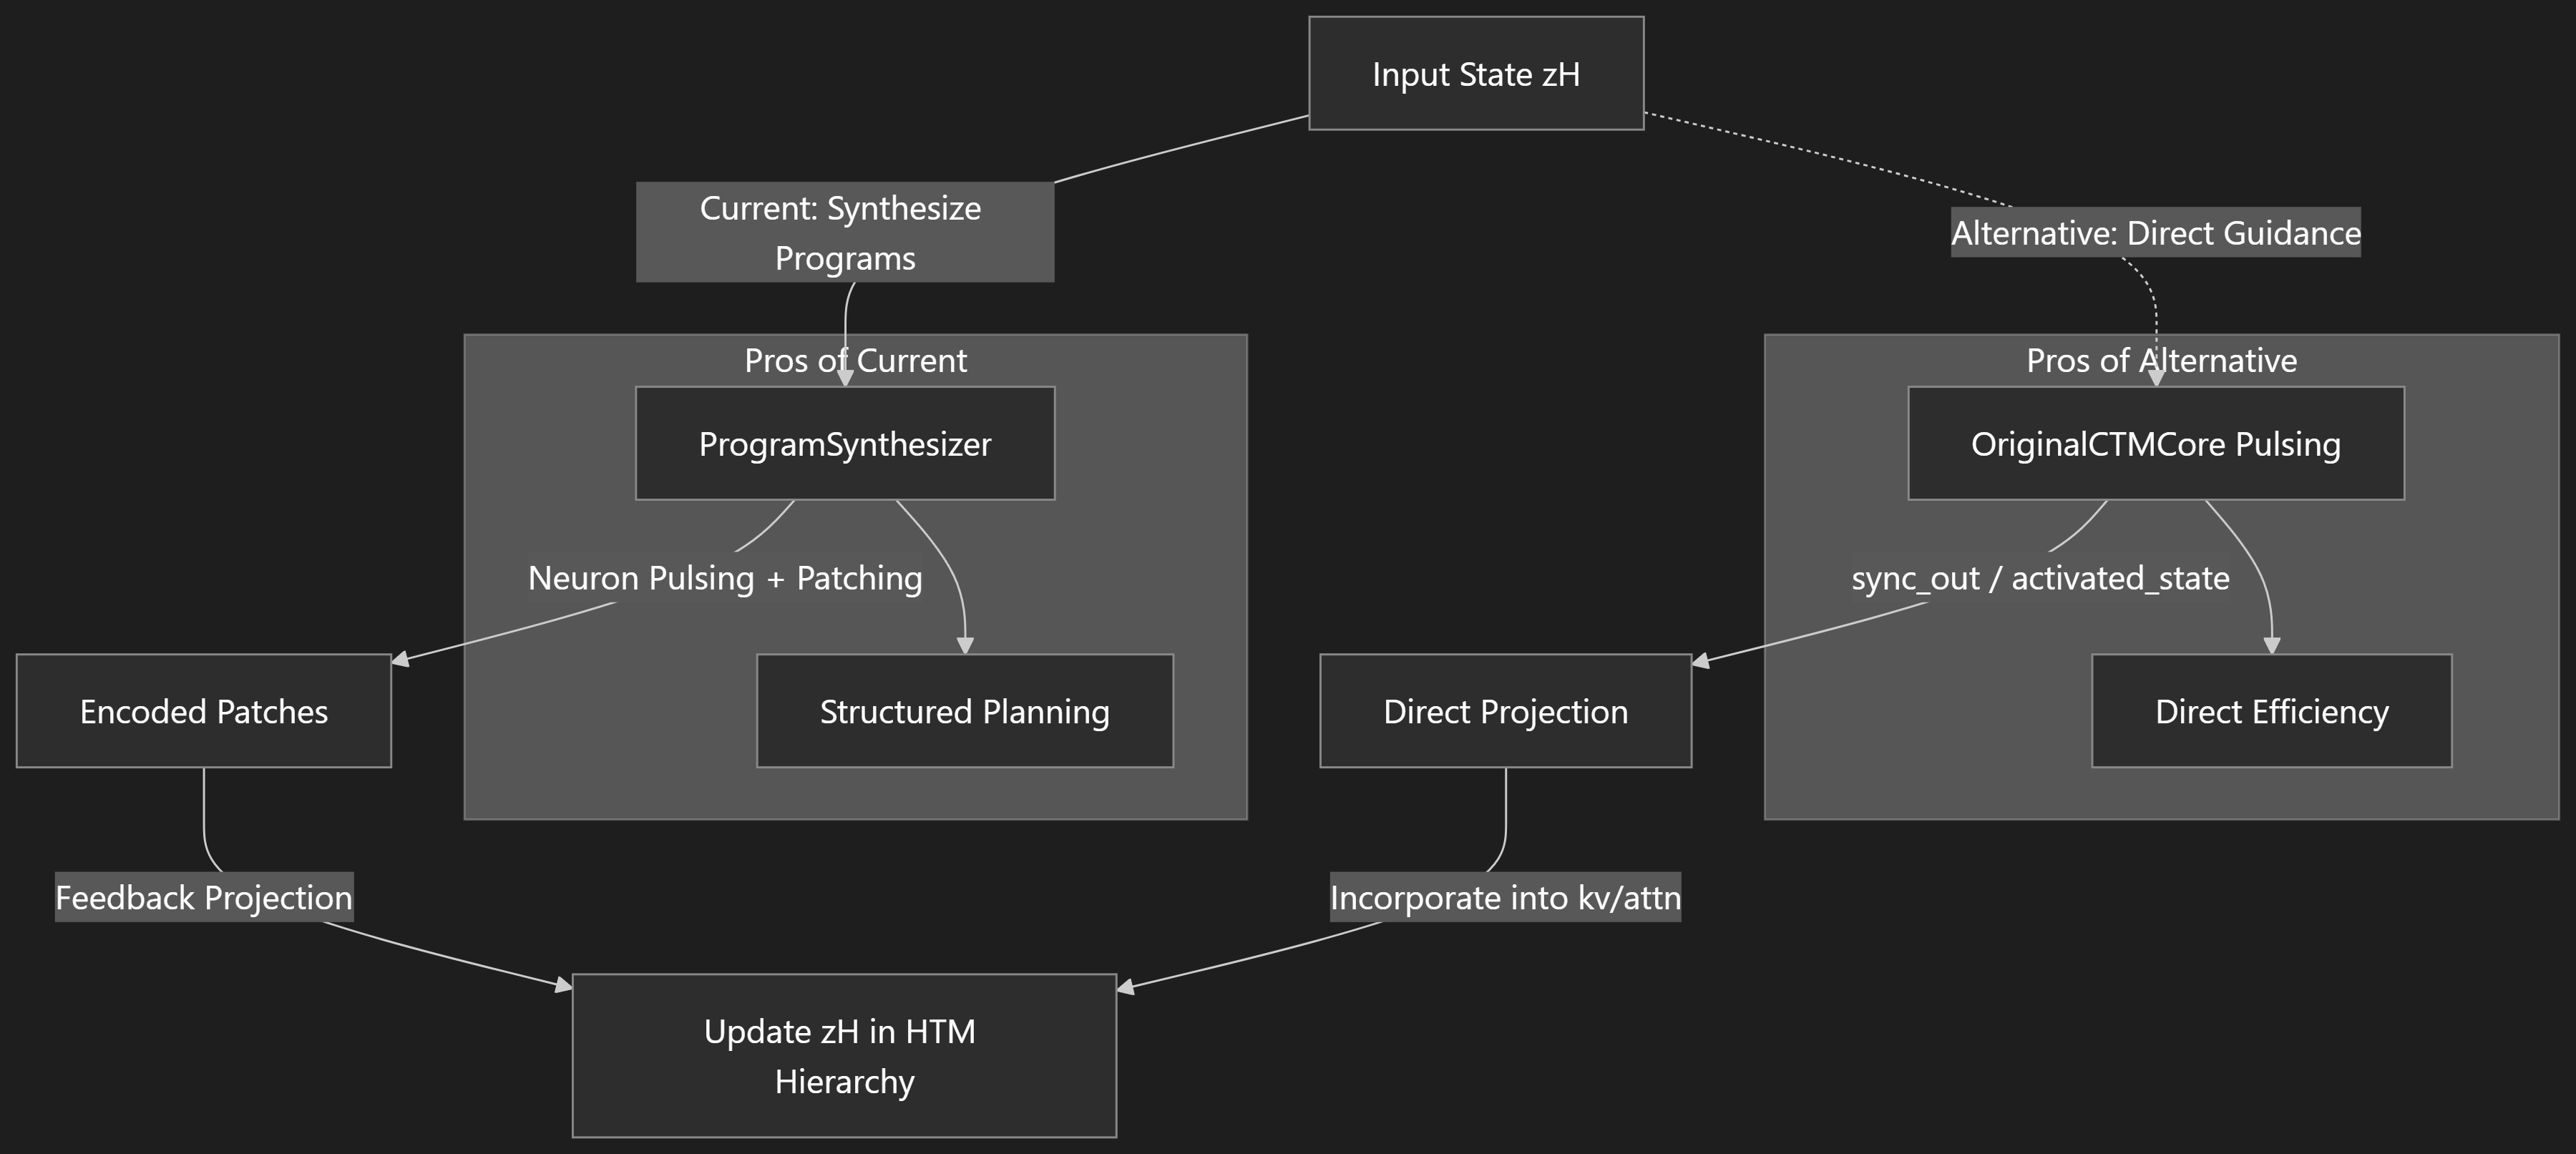 Input State zH
Current: Synthesize
Programs
Alternative: Direct Guidance
Pros of Current
Pros of Alternative
ProgramSynthesizer
OriginalCTMCore Pulsing
Neuron Pulsing + Patching
sync_out / activated_state
Encoded Patches
Structured Planning
Direct Projection
Direct Efficiency
Feedback Projection
Incorporate into kv/attn
Update zH in HTM
Hierarchy